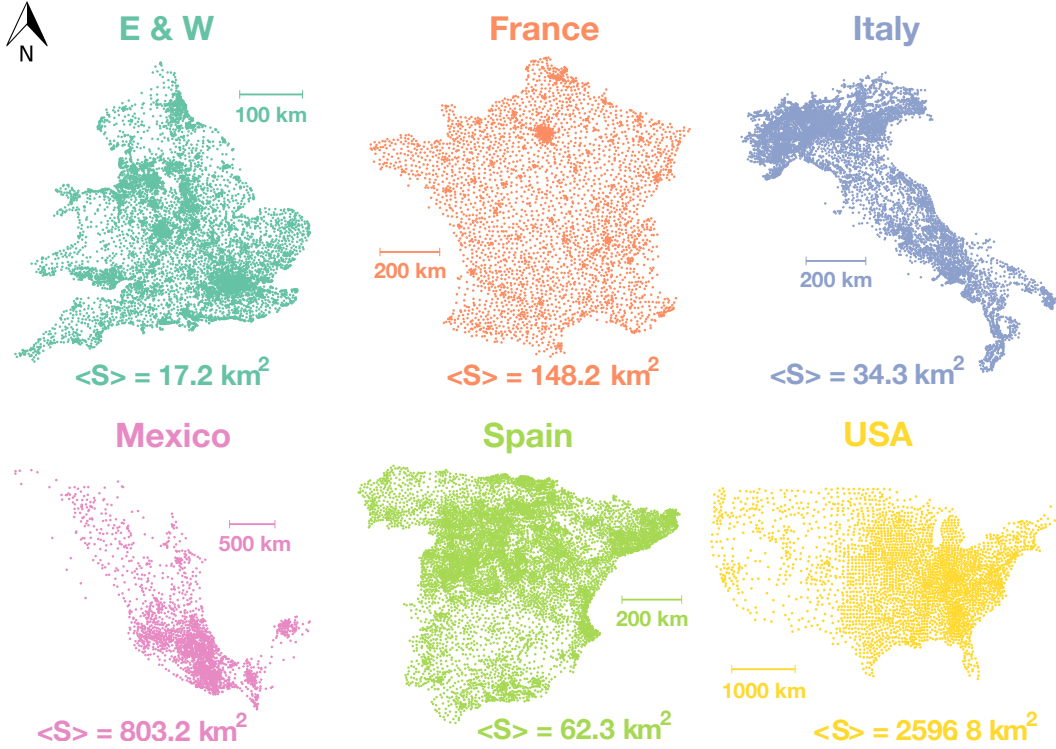 N
E & W
France
Italy
100 km
200 km
200 km
<S> = 17.2 km²
<S> = 148.2 km²
<S> = 34.3 km²
Mexico
Spain
USA
500 km
200 km
1000 km
<S> = 803.2 km²
<S> = 62.3 km²
<S> = 2596 8 km²